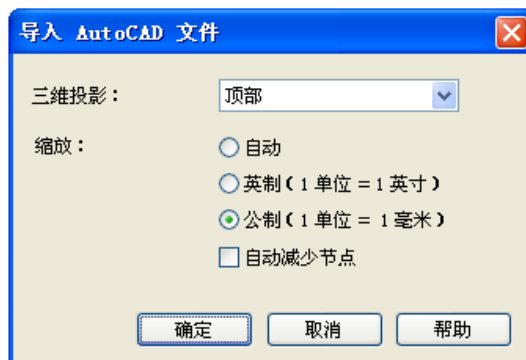 导入 AutoCAD 文件
三维投影： 顶部
缩放： 自动
英制（1 单位 = 1 英寸）
公制（1 单位 = 1 毫米）
自动减少节点
确定 取消 帮助